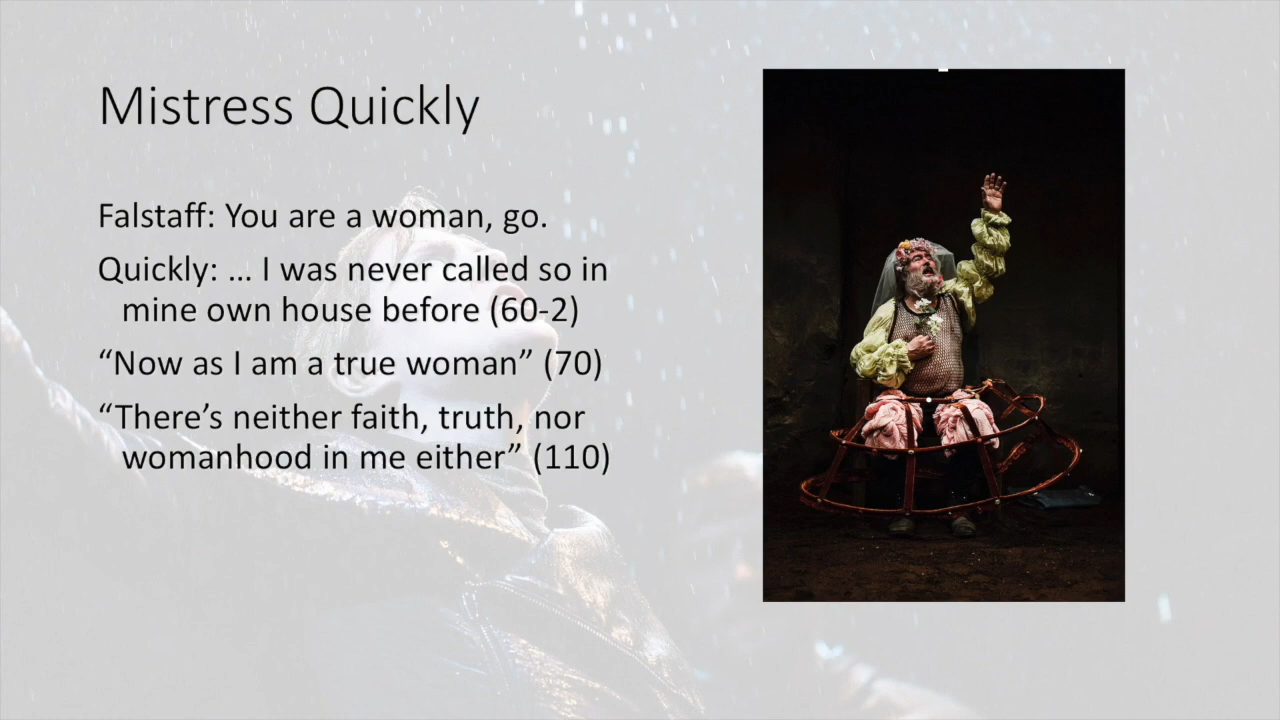 Mistress Quickly
Falstaff: You are a woman, go.
Quickly: … I was never called so in
mine own house before (60-2)
“Now as I am a true woman” (70)
“There’s neither faith, truth, nor
womanhood in me either” (110)